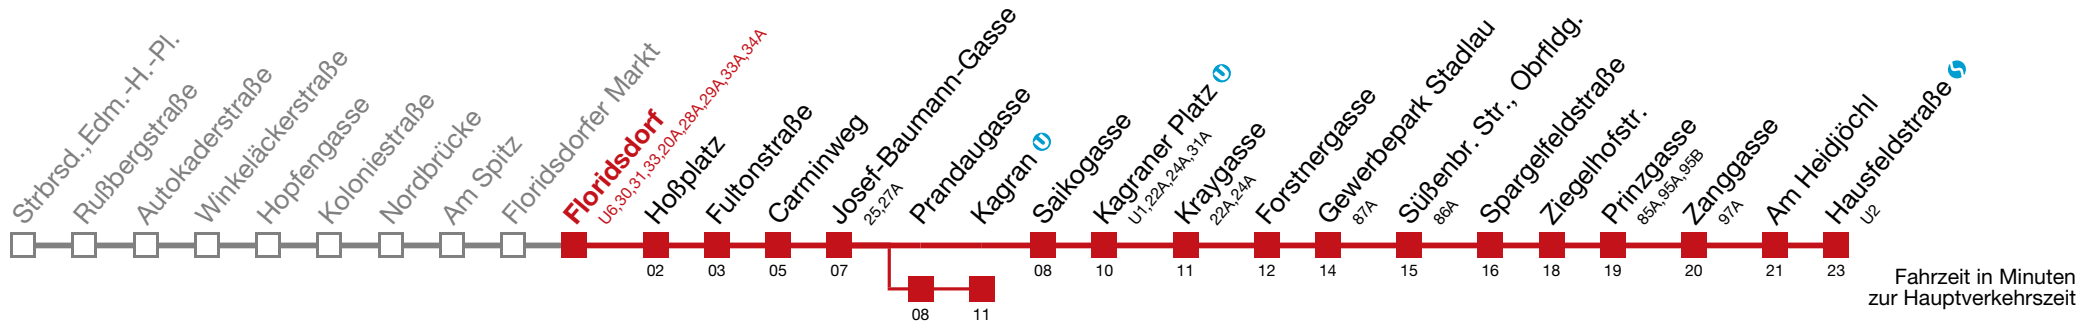 Strbrsd., Edm.-H.-Pl.
Rußbergstraße
Autokaderstraße
Winkeläckerstraße
Hopfengasse
Koloniestraße
Nordbrücke
Am Spitz
Floridsdorfer Markt
Floridsdorf
U6,30,31,33,20A,28A,29A,33A,34A
Hoßplatz
Fultonstraße
Carminweg
Josef-Baumann-Gasse
25,27A
Prandaugasse
Kagran U
Saikogasse
Kagraner Platz U
U1,22A,24A,31A
Kraygasse
22A,24A
Forstnergasse
Gewerbepark Stadlau
87A
Süßenbr. Str., Obrfldg.
86A
Spargelfeldstraße
Ziegelhofstr.
Prinzgasse
85A,95A,95B
Zanggasse
97A
Am Heidjöchl
Hausfeldstraße
U2
02 03 05 07 08 10 11 12 14 15 16 18 19 20 21 23
08 11
Fahrzeit in Minuten
zur Hauptverkehrszeit